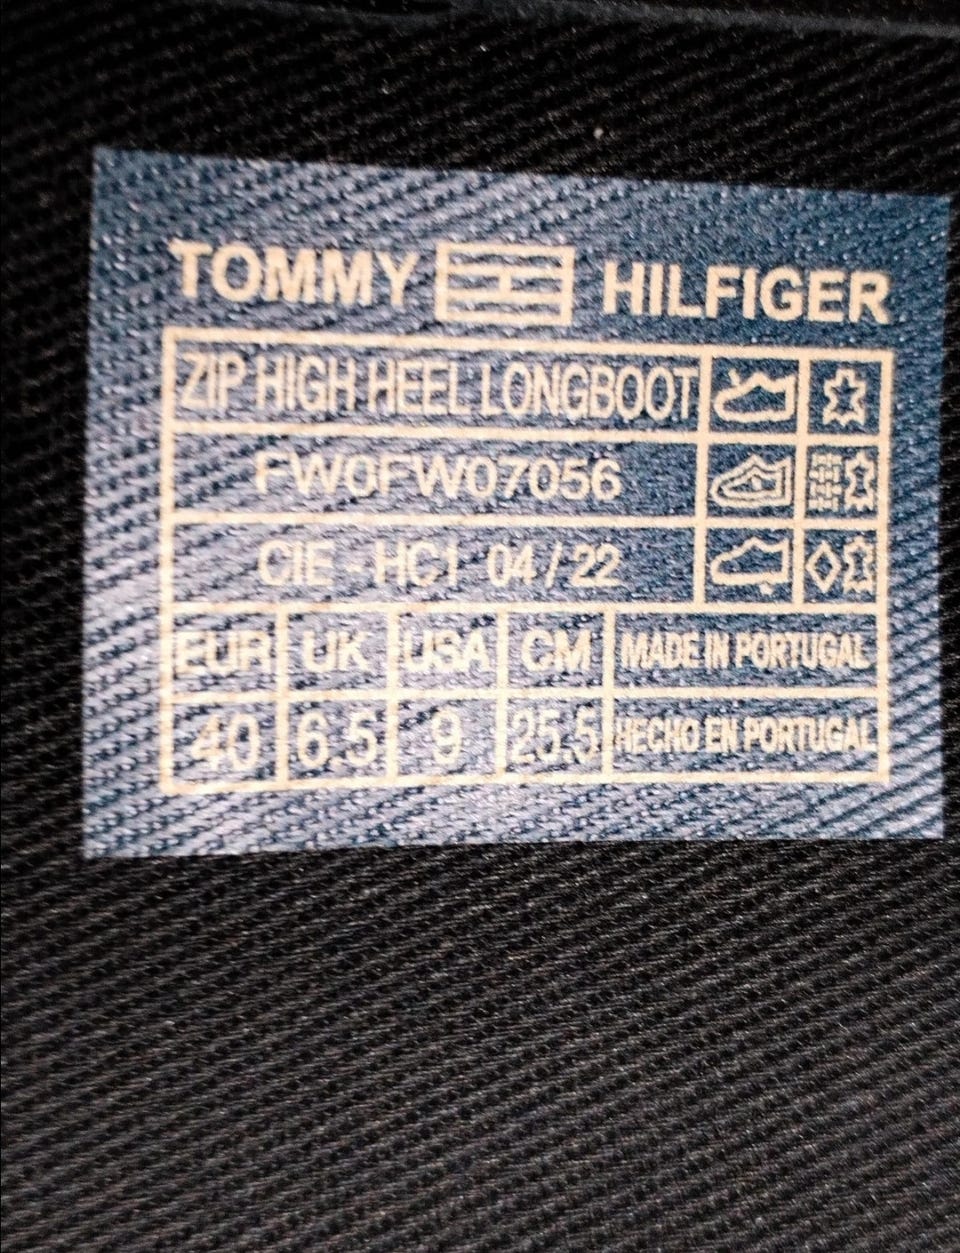 TOMMY HILFIGER
ZIP HIGH HEEL LONGBOOT
FW0FW07056
CIE - HC1 04/22
EUR UK USA CM MADE IN PORTUGAL
40 6.5 9 25.5 HECHO EN PORTUGAL